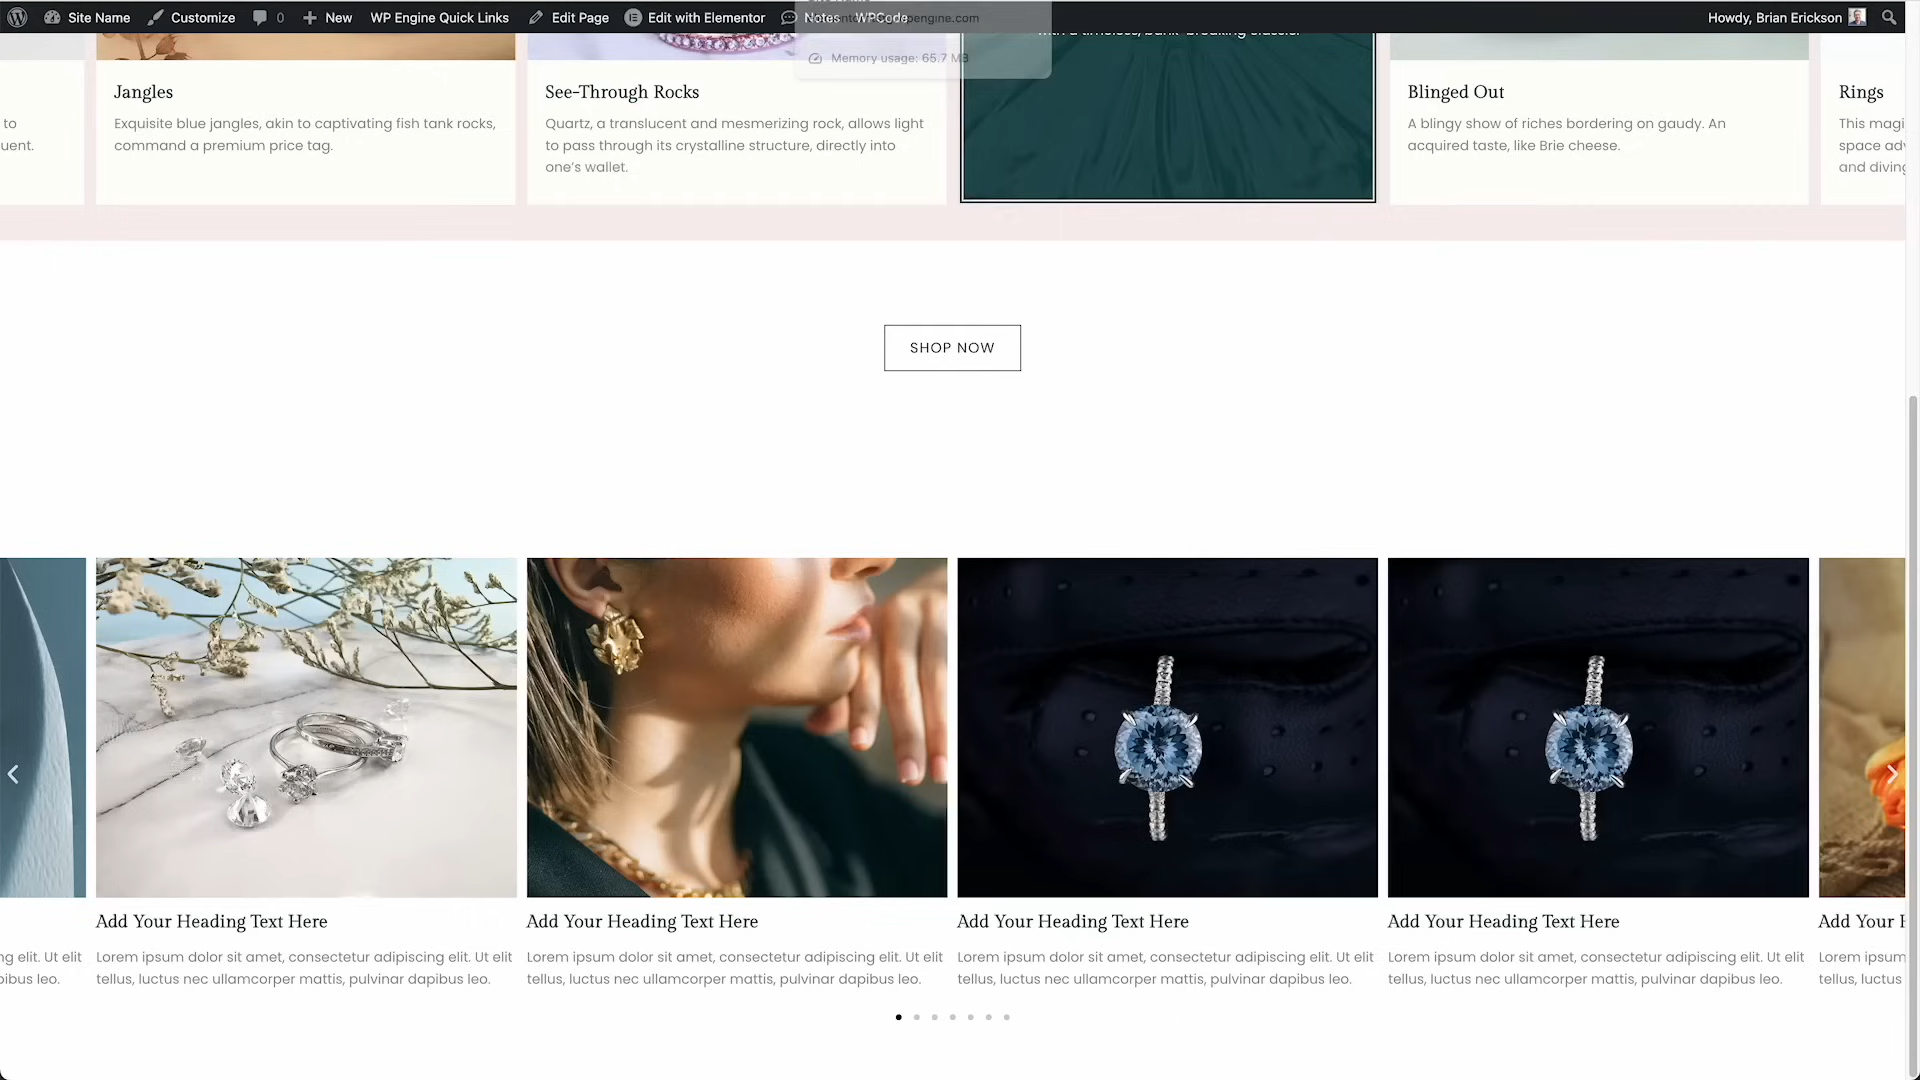 Site Name Customize 0 New WP Engine Quick Links Edit Page Edit with Elementor Notes WPCode Howdy, Brian Erickson
Memory usage: 65.7 MB
Jangles
Exquisite blue jangles, akin to captivating fish tank rocks,
command a premium price tag.
See-Through Rocks
Quartz, a translucent and mesmerizing rock, allows light
to pass through its crystalline structure, directly into
one's wallet.
Blinged Out
A blingy show of riches bordering on gaudy. An
acquired taste, like Brie cheese.
Rings
This magi
space adv
and diving
to
uent.
SHOP NOW
Add Your Heading Text Here
Lorem ipsum dolor sit amet, consectetur adipiscing elit. Ut elit
tellus, luctus nec ullamcorper mattis, pulvinar dapibus leo.
Add Your Heading Text Here
Lorem ipsum dolor sit amet, consectetur adipiscing elit. Ut elit
tellus, luctus nec ullamcorper mattis, pulvinar dapibus leo.
Add Your Heading Text Here
Lorem ipsum dolor sit amet, consectetur adipiscing elit. Ut elit
tellus, luctus nec ullamcorper mattis, pulvinar dapibus leo.
Add Your Heading Text Here
Lorem ipsum dolor sit amet, consectetur adipiscing elit. Ut elit
tellus, luctus nec ullamcorper mattis, pulvinar dapibus leo.
Add Your H
Lorem ipsum
tellus, luctus
ng elit. Ut elit
ibus leo.